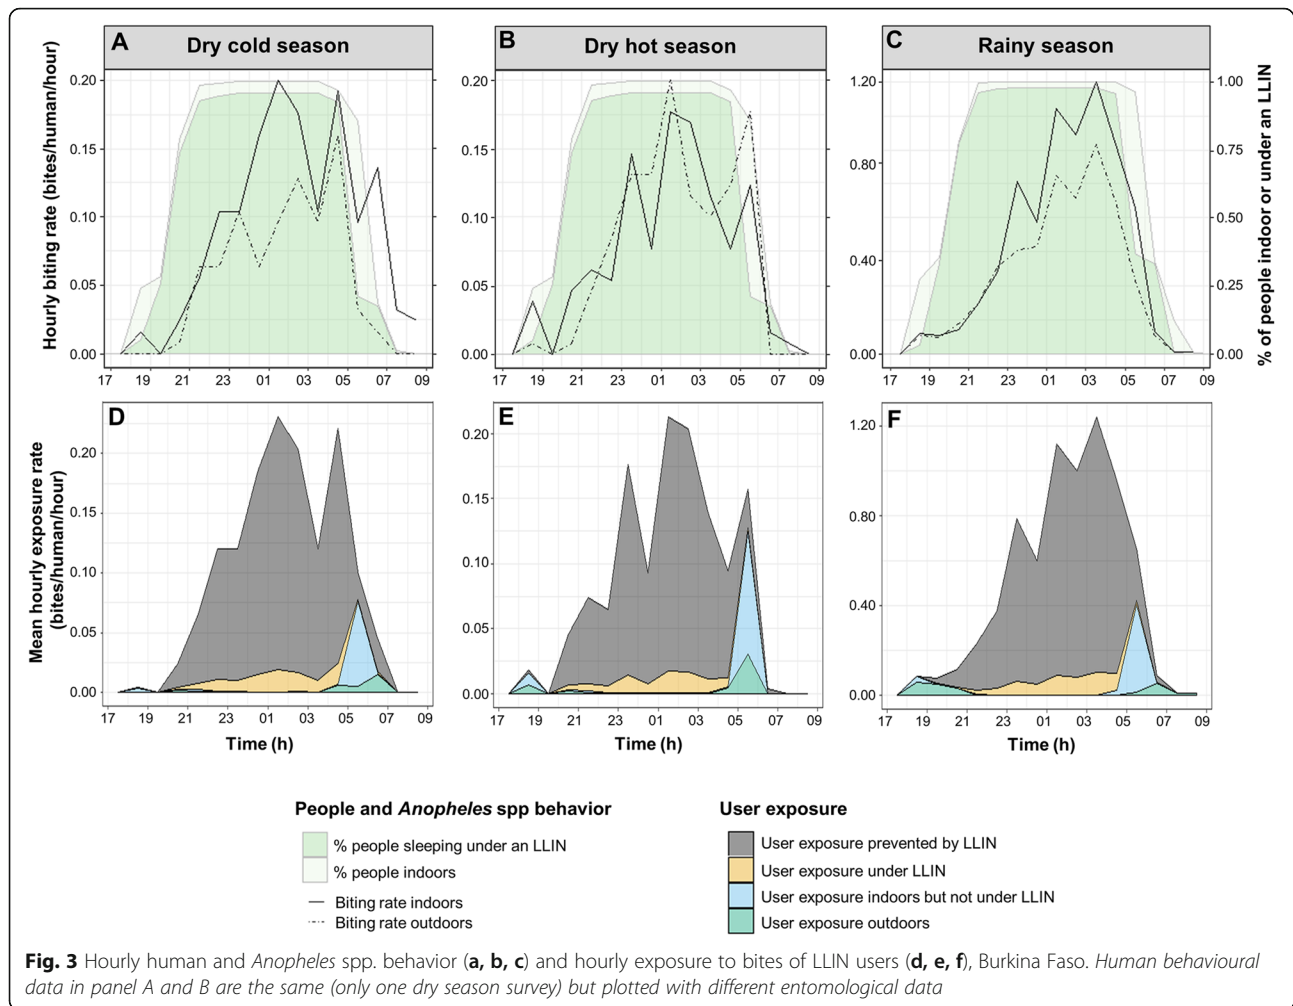 A Dry cold season
B Dry hot season
C Rainy season
Hourly biting rate (bites/human/hour)
0.20
0.15
0.10
0.05
0.00
17 19 21 23 01 03 05 07 09
0.20
0.15
0.10
0.05
0.00
17 19 21 23 01 03 05 07 09
1.20
0.80
0.40
0.00
17 19 21 23 01 03 05 07 09
1.00
0.75
0.50
0.25
0.00
% of people indoor or under an LLIN
D
E
F
Mean hourly exposure rate
(bites/human/hour)
0.20
0.15
0.10
0.05
0.00
17 19 21 23 01 03 05 07 09
Time (h)
0.20
0.15
0.10
0.05
0.00
17 19 21 23 01 03 05 07 09
Time (h)
1.20
0.80
0.40
0.00
17 19 21 23 01 03 05 07 09
Time (h)
People and Anopheles spp behavior
% people sleeping under an LLIN
% people indoors
Biting rate indoors
Biting rate outdoors
User exposure
User exposure prevented by LLIN
User exposure under LLIN
User exposure indoors but not under LLIN
User exposure outdoors
Fig. 3 Hourly human and Anopheles spp. behavior (a, b, c) and hourly exposure to bites of LLIN users (d, e, f), Burkina Faso. Human behavioural
data in panel A and B are the same (only one dry season survey) but plotted with different entomological data